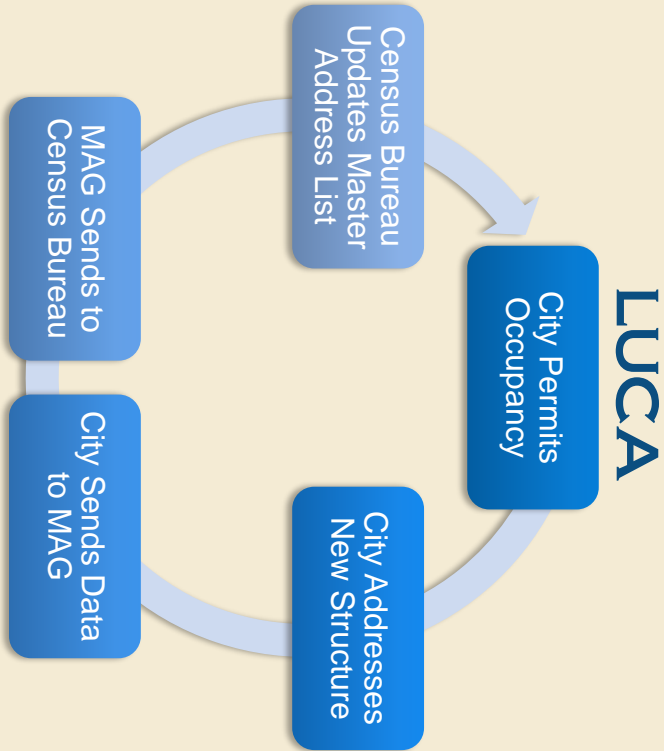 LUCA
City Permits
Occupancy
City Addresses
New Structure
City Sends Data
to MAG
MAG Sends to
Census Bureau
Census Bureau
Updates Master
Address List